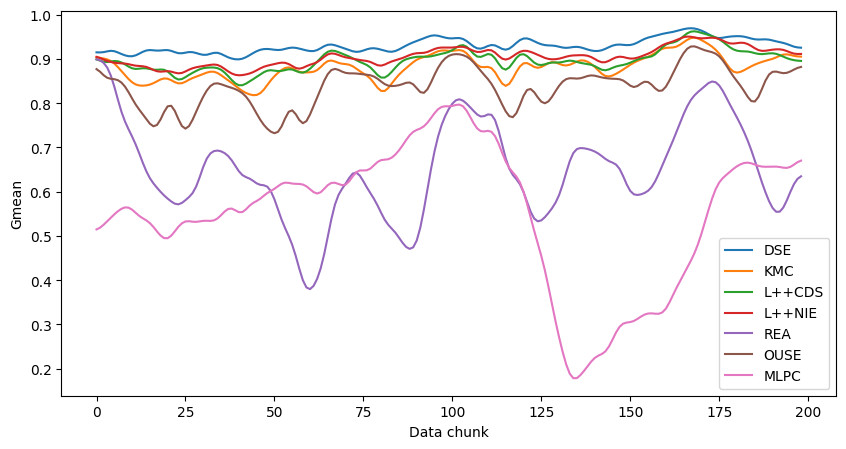 1.0
0.9
0.8
0.7
0.6
0.5
0.4
0.3
0.2
Gmean
0 25 50 75 100 125 150 175 200
Data chunk
DSE
KMC
L++CDS
L++NIE
REA
OUSE
MLPC